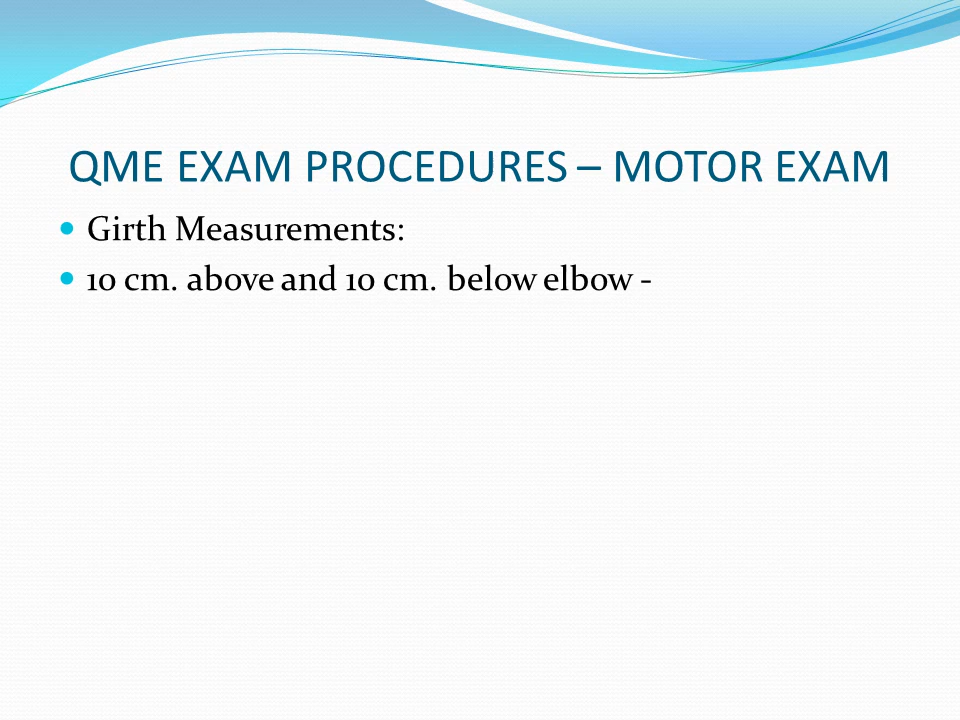 QME EXAM PROCEDURES – MOTOR EXAM
Girth Measurements:
10 cm. above and 10 cm. below elbow -